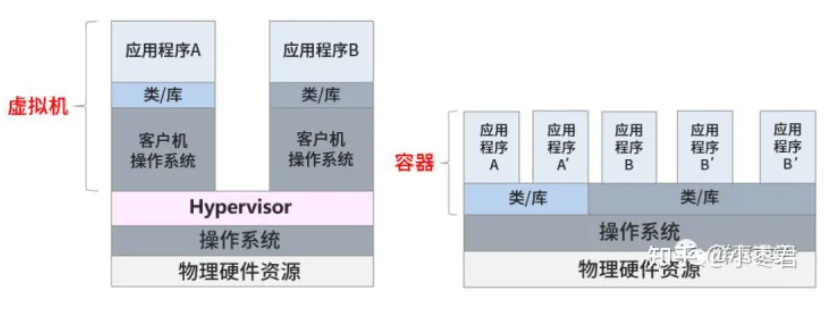 虚拟机
应用程序A
类/库
客户机
操作系统
应用程序B
类/库
客户机
操作系统
Hypervisor
操作系统
物理硬件资源
容器
应用
程序
A
应用
程序
A'
应用
程序
B
应用
程序
B'
应用
程序
B'
类/库
类/库
操作系统
物理硬件资源
知乎 @小枣君